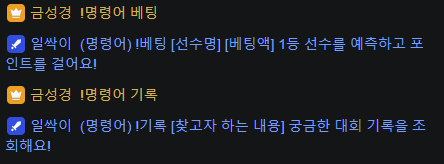 금성경 !명령어 베팅
일싹이 (명령어) !베팅 [선수명] [베팅액] 1등 선수를 예측하고 포
인트를 걸어요!
금성경 !명령어 기록
일싹이 (명령어) !기록 [찾고자 하는 내용] 궁금한 대회 기록을 조
회해요!